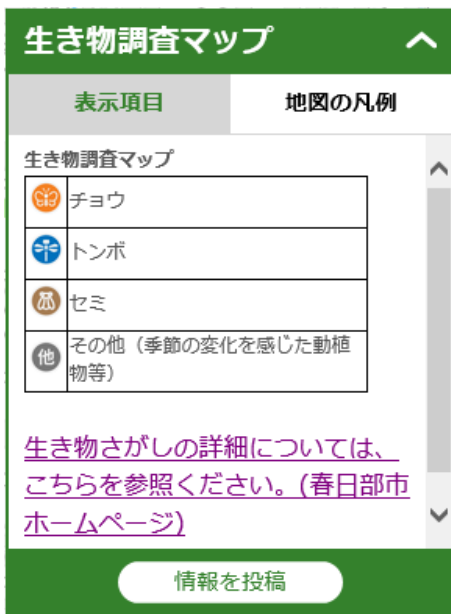 生き物調査マップ
表示項目
地図の凡例
生き物調査マップ
チョウ
トンボ
セミ
他
その他（季節の変化を感じた動植
物等）
生き物さがしの詳細については、
こちらを参照ください。(春日部市
ホームページ)
情報を投稿